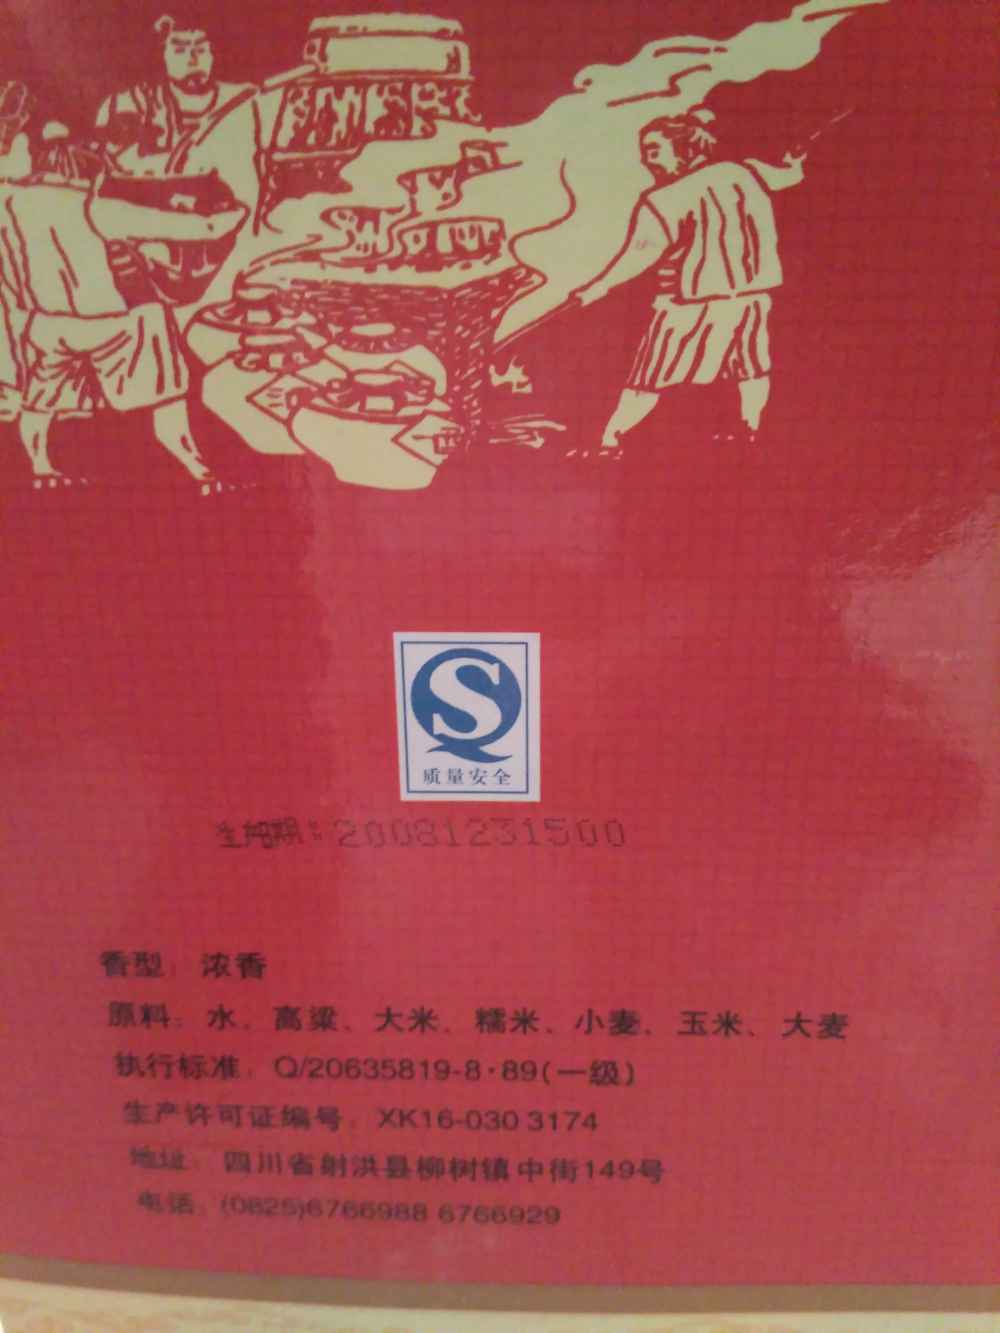 质量安全
生产日期：20081231500
香型：浓香
原料：水、高粱、大米、糯米、小麦、玉米、大麦
执行标准：Q/20635819-8·89(一级)
生产许可证编号：XK16-030 3174
地址：四川省射洪县柳树镇中街149号
电话：(0825)6766988 6766929